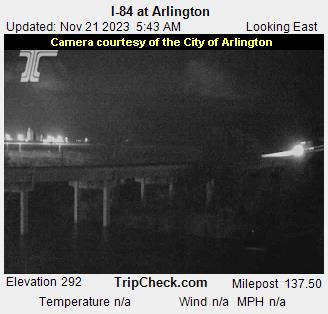 I-84 at Arlington
Updated: Nov 21 2023 5:43 AM Looking East
Camera courtesy of the City of Arlington
Elevation 292 TripCheck.com Milepost 137.50
Temperature n/a Wind n/a MPH n/a